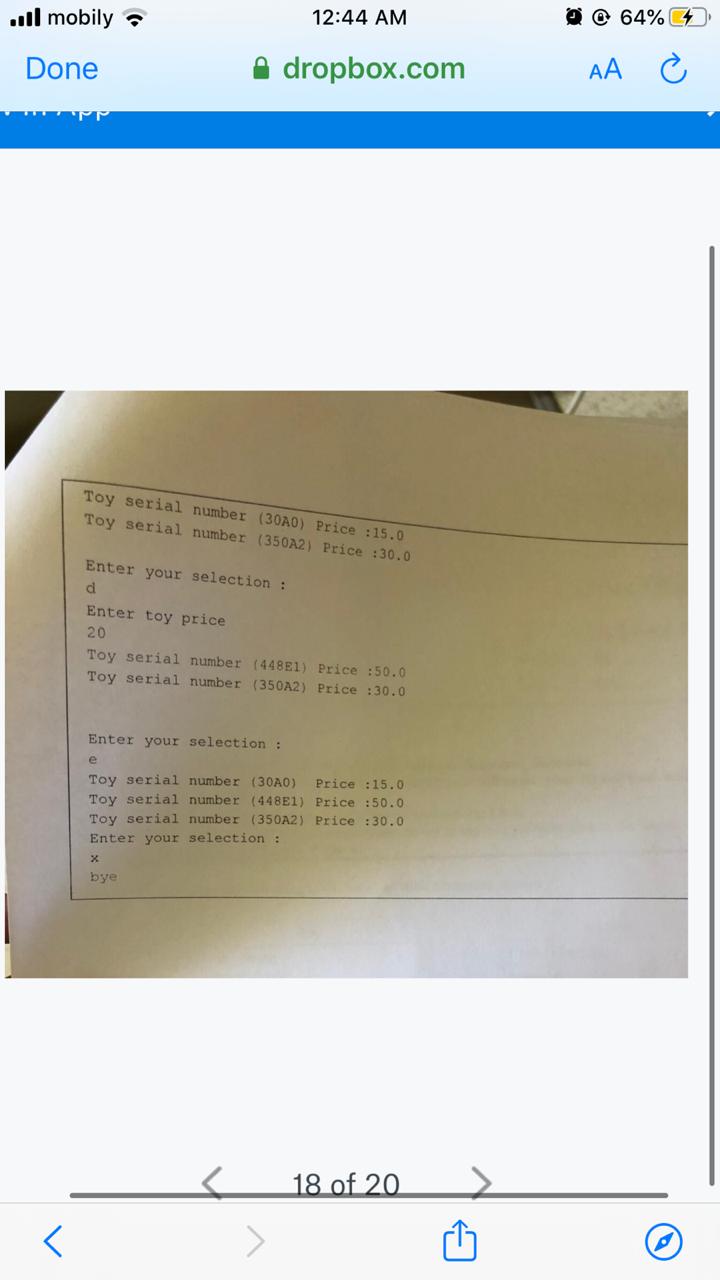 mobily
12:44 AM
64%
Done
dropbox.com
AA
Toy serial number (30A0) Price :15.0
Toy serial number (350A2) Price :30.0
Enter your selection :
d
Enter toy price
20
Toy serial number (448E1) Price :50.0
Toy serial number (350A2) Price :30.0
Enter your selection :
e
Toy serial number (30A0) Price :15.0
Toy serial number (448E1) Price :50.0
Toy serial number (350A2) Price :30.0
Enter your selection :
x
bye
18 of 20